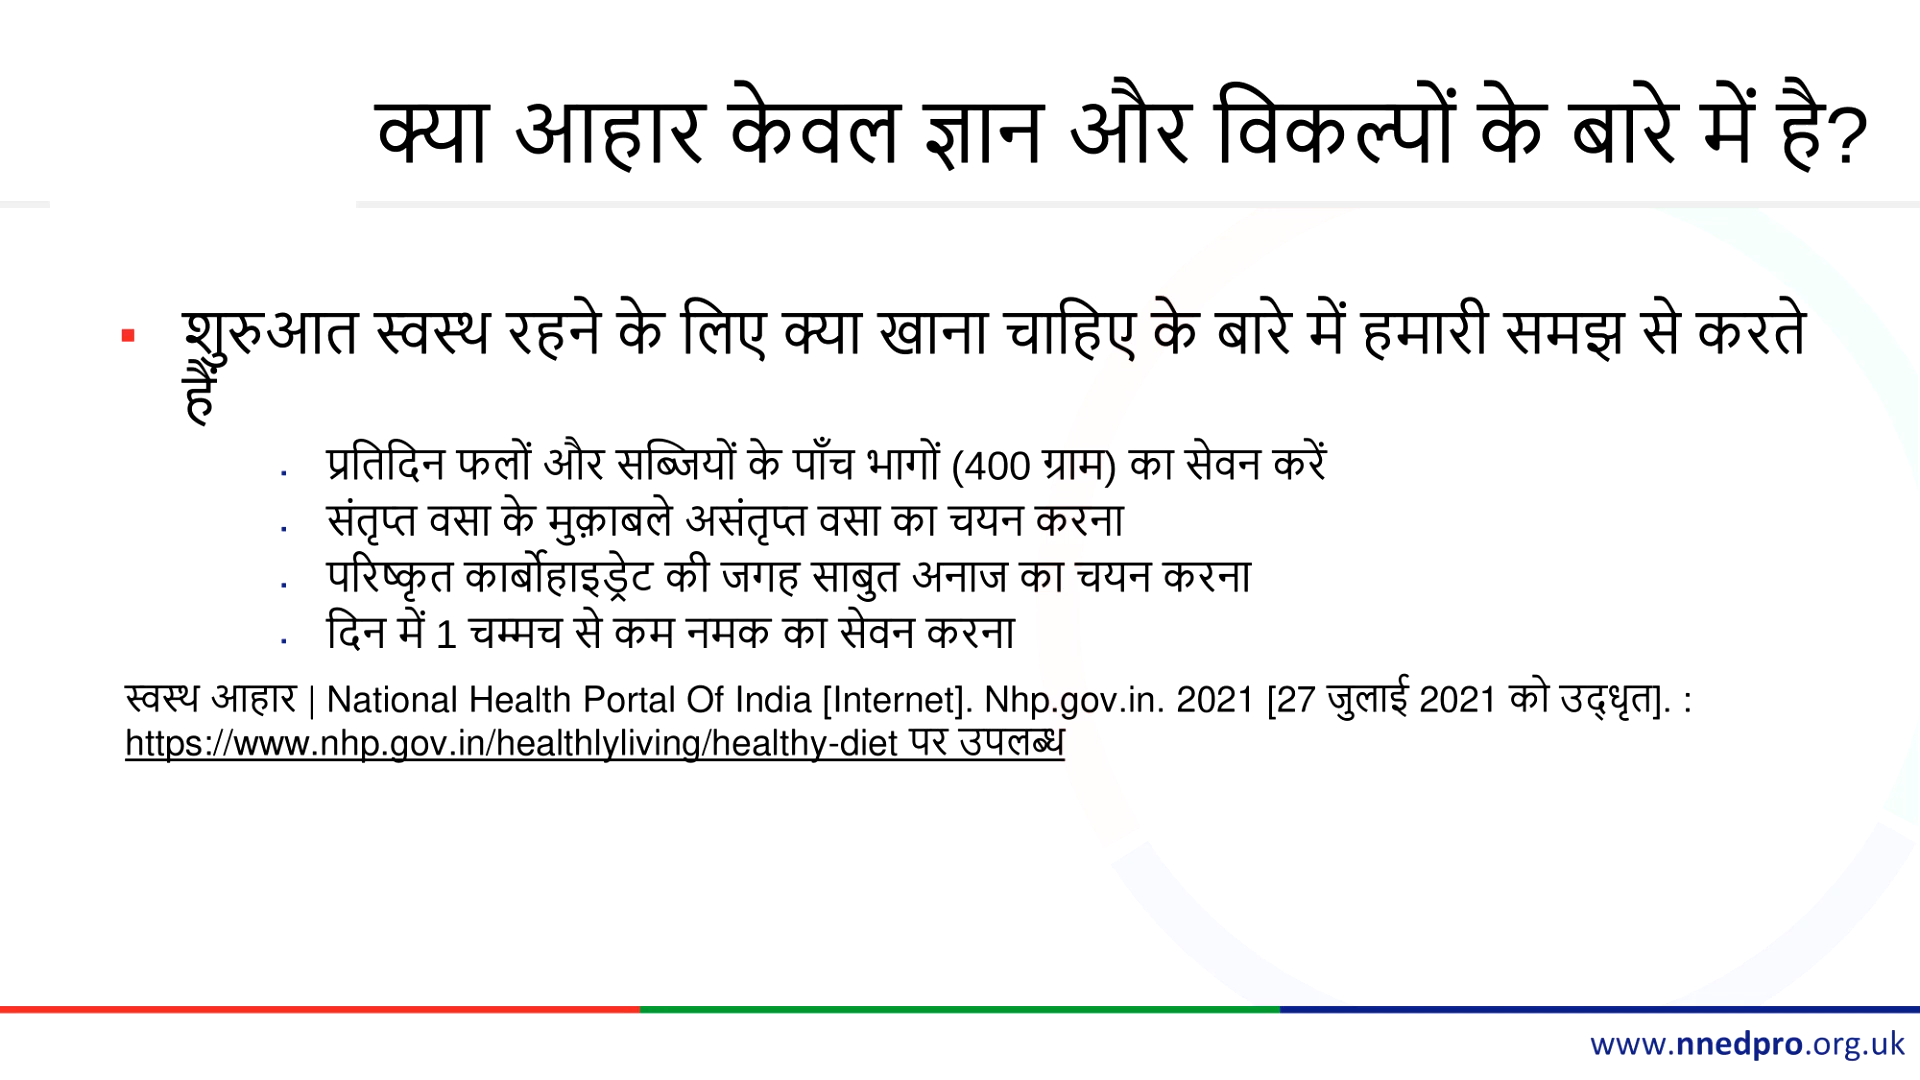 क्या आहार केवल ज्ञान और विकल्पों के बारे में है?
शुरुआत स्वस्थ रहने के लिए क्या खाना चाहिए के बारे में हमारी समझ से करते
हैं
प्रतिदिन फलों और सब्जियों के पाँच भागों (400 ग्राम) का सेवन करें
संतृप्त वसा के मुक़ाबले असंतृप्त वसा का चयन करना
परिष्कृत कार्बोहाइड्रेट की जगह साबुत अनाज का चयन करना
दिन में 1 चम्मच से कम नमक का सेवन करना
स्वस्थ आहार | National Health Portal Of India [Internet]. Nhp.gov.in. 2021 [27 जुलाई 2021 को उद्धृत]. :
https://www.nhp.gov.in/healthlyliving/healthy-diet पर उपलब्ध
www.nnedpro.org.uk